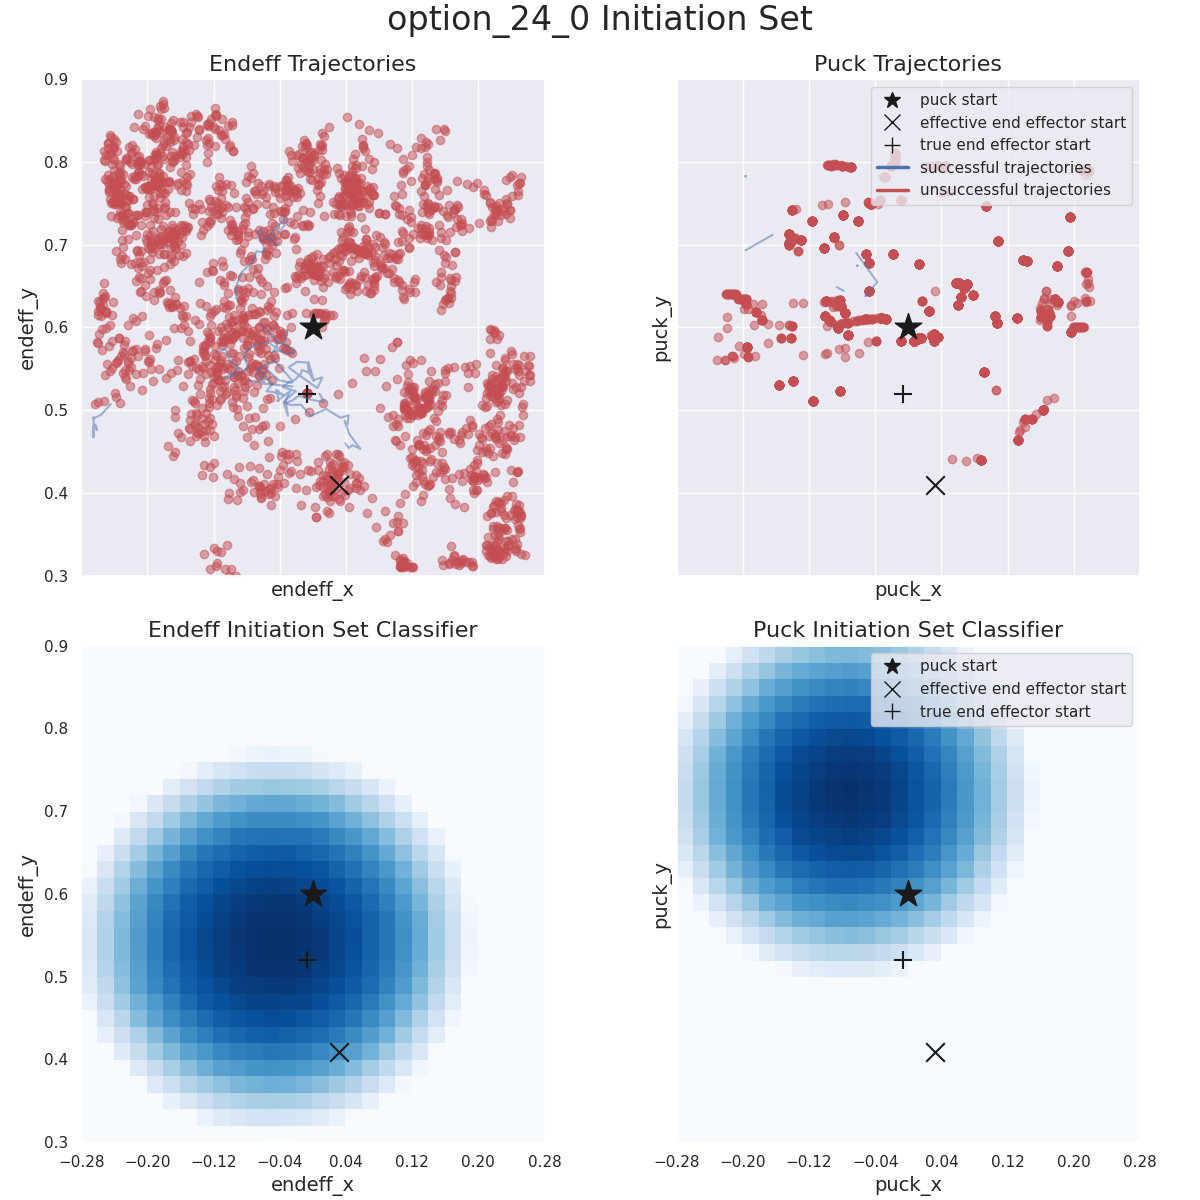 option_24_0 Initiation Set
Endeff Trajectories
Puck Trajectories
0.9
0.8
0.7
0.6
0.5
0.4
0.3
endeff_y
endeff_x
puck start
effective end effector start
true end effector start
successful trajectories
unsuccessful trajectories
puck_y
puck_x
Endeff Initiation Set Classifier
Puck Initiation Set Classifier
0.9
0.8
0.7
0.6
0.5
0.4
0.3
endeff_y
−0.28 −0.20 −0.12 −0.04 0.04 0.12 0.20 0.28
endeff_x
puck start
effective end effector start
true end effector start
puck_y
−0.28 −0.20 −0.12 −0.04 0.04 0.12 0.20 0.28
puck_x